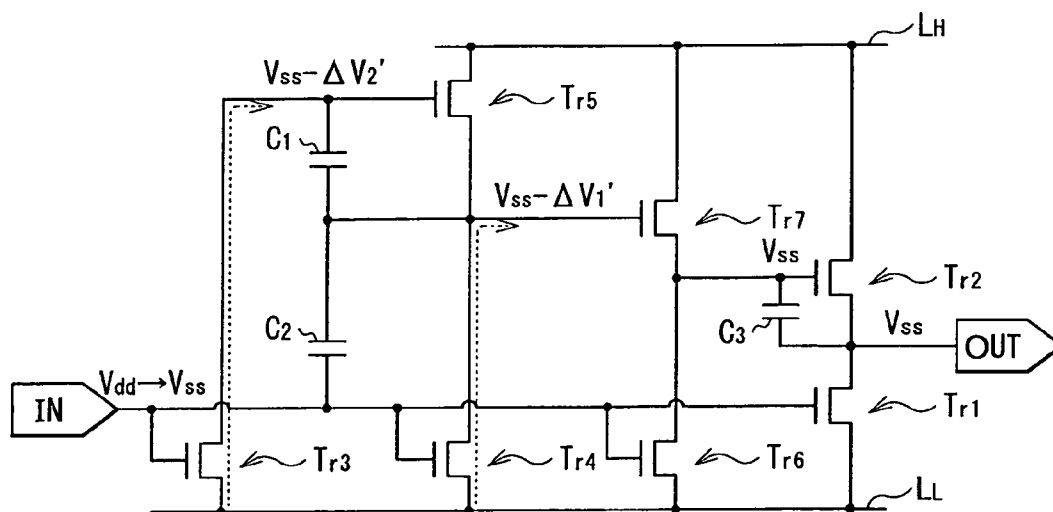 LH
Vss−ΔV2'
Tr5
C1
Vss−ΔV1'
Tr7
Vss
Tr2
C2
C3
Vss
OUT
Vdd→Vss
IN
Tr1
Tr3
Tr4
Tr6
LL